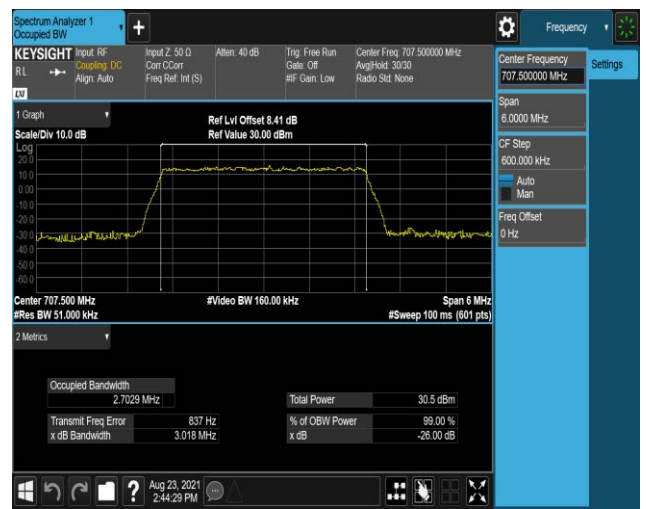 Spectrum Analyzer 1
Occupied BW
Frequency
KEYSIGHT Input: RF Input Z: 50 Ω Atten: 40 dB Trig: Free Run Center Freq: 707.500000 MHz
RL Coupling: DC Corr CCorr Gate: Off Avg|Hold: 30/30
Align: Auto Freq Ref: Int (S) #IF Gain: Low Radio Std: None
LXI
Center Frequency
707.500000 MHz
Settings
Span
6.0000 MHz
CF Step
600.000 kHz
Auto
Man
Freq Offset
0 Hz
1 Graph
Ref Lvl Offset 8.41 dB
Scale/Div 10.0 dB Ref Value 30.00 dBm
Log
20.0
10.0
0.00
-10.0
-20.0
-30.0
-40.0
-50.0
-60.0
Center 707.500 MHz #Video BW 160.00 kHz Span 6 MHz
#Res BW 51.000 kHz #Sweep 100 ms (601 pts)
2 Metrics
Occupied Bandwidth
2.7029 MHz Total Power 30.5 dBm
Transmit Freq Error 837 Hz % of OBW Power 99.00 %
x dB Bandwidth 3.018 MHz x dB -26.00 dB
? Aug 23, 2021
2:44:29 PM